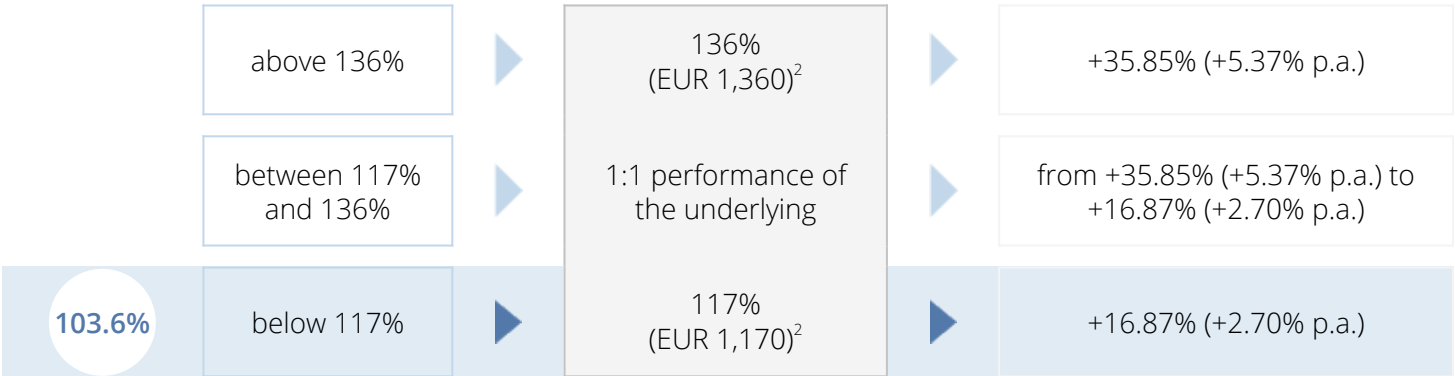 above 136%
136%
(EUR 1,360)²
+35.85% (+5.37% p.a.)
between 117%
and 136%
1:1 performance of
the underlying
from +35.85% (+5.37% p.a.) to
+16.87% (+2.70% p.a.)
103.6%
below 117%
117%
(EUR 1,170)²
+16.87% (+2.70% p.a.)